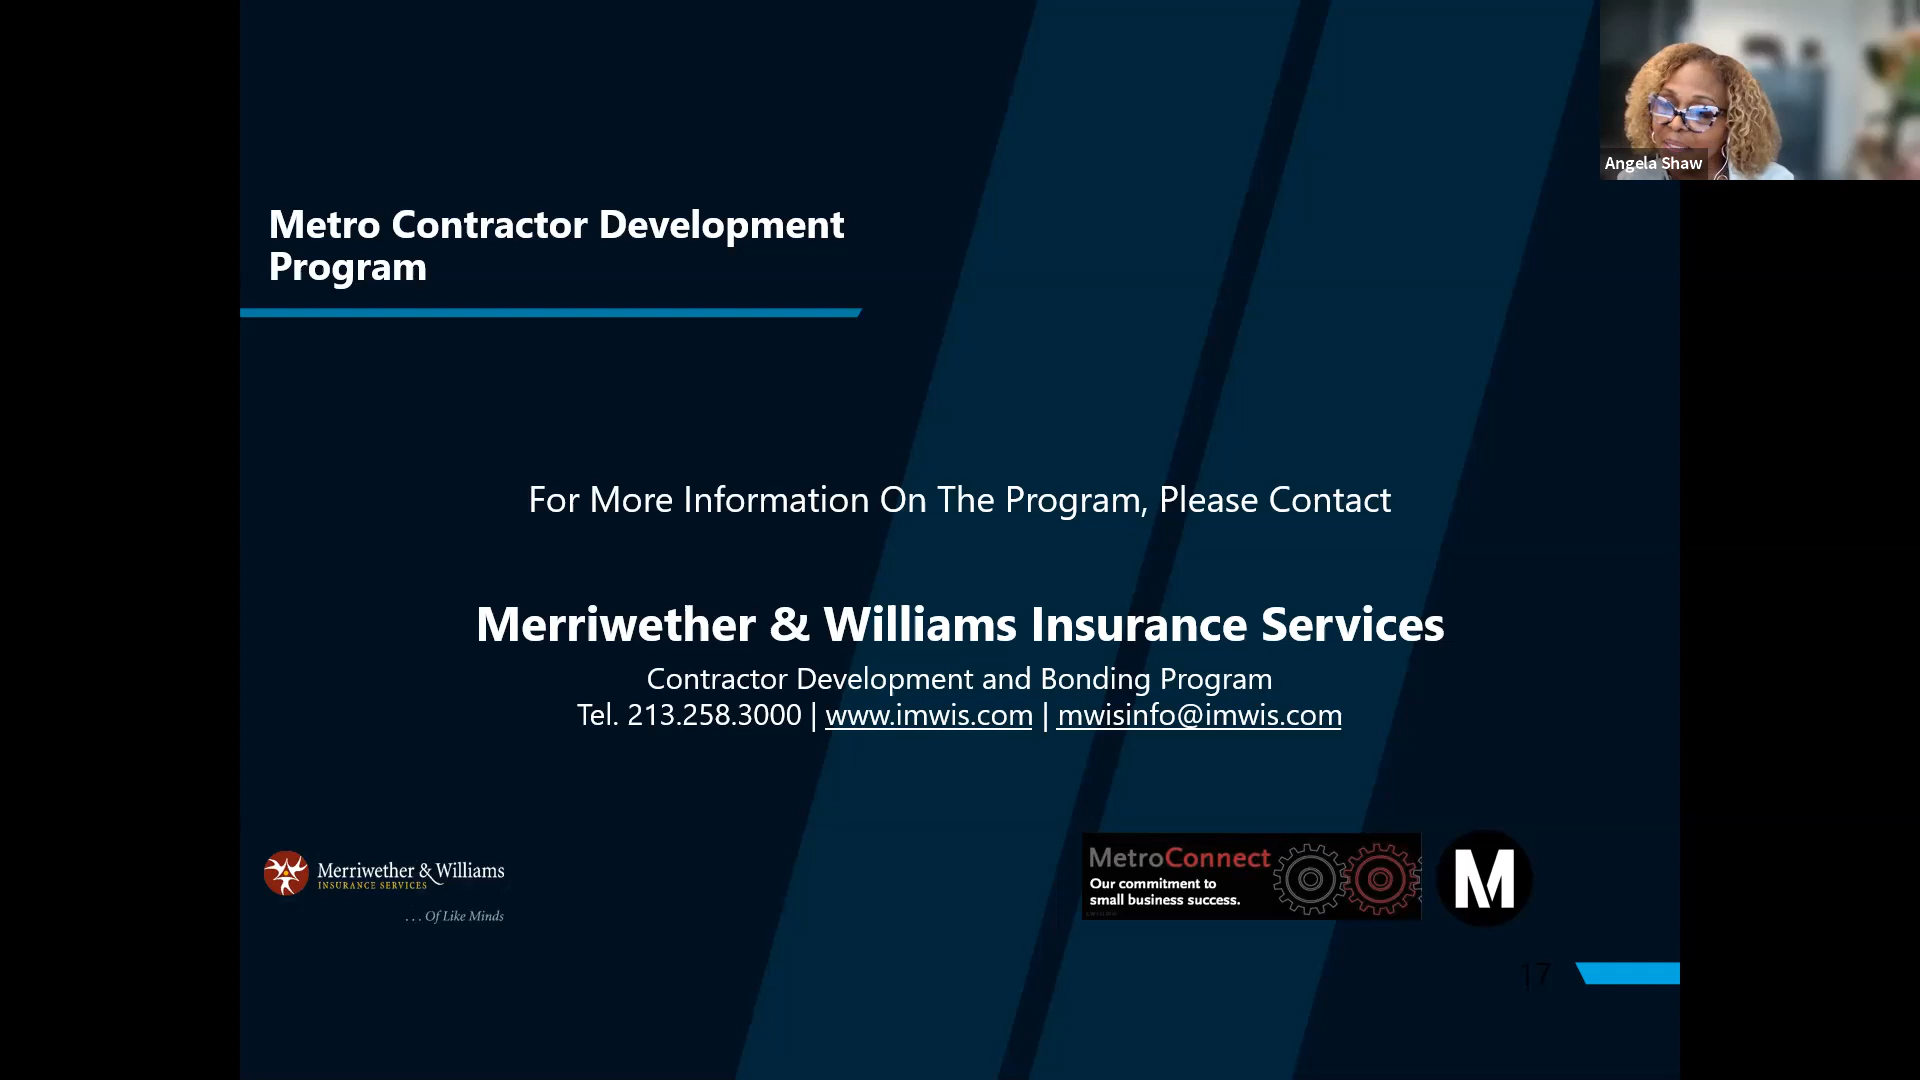 Angela Shaw
Metro Contractor Development
Program
For More Information On The Program, Please Contact
Merriwether & Williams Insurance Services
Contractor Development and Bonding Program
Tel. 213.258.3000 | www.imwis.com | mwisinfo@imwis.com
Merriwether & Williams
INSURANCE SERVICES
... Of Like Minds
MetroConnect
Our commitment to
small business success.
M
17